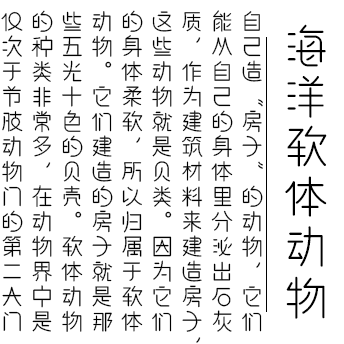 海洋软体动物
自己造“房子”的动物，它们
能从自己的身体里分泌出石灰
质，作为建筑材料来建造房子，
这些动物就是贝类。因为它们
的身体柔软，所以归属于软体
动物。它们建造的房子就是那
些五光十色的贝壳。软体动物
的种类非常多，在动物界中是
仅次于节肢动物门的第二大门